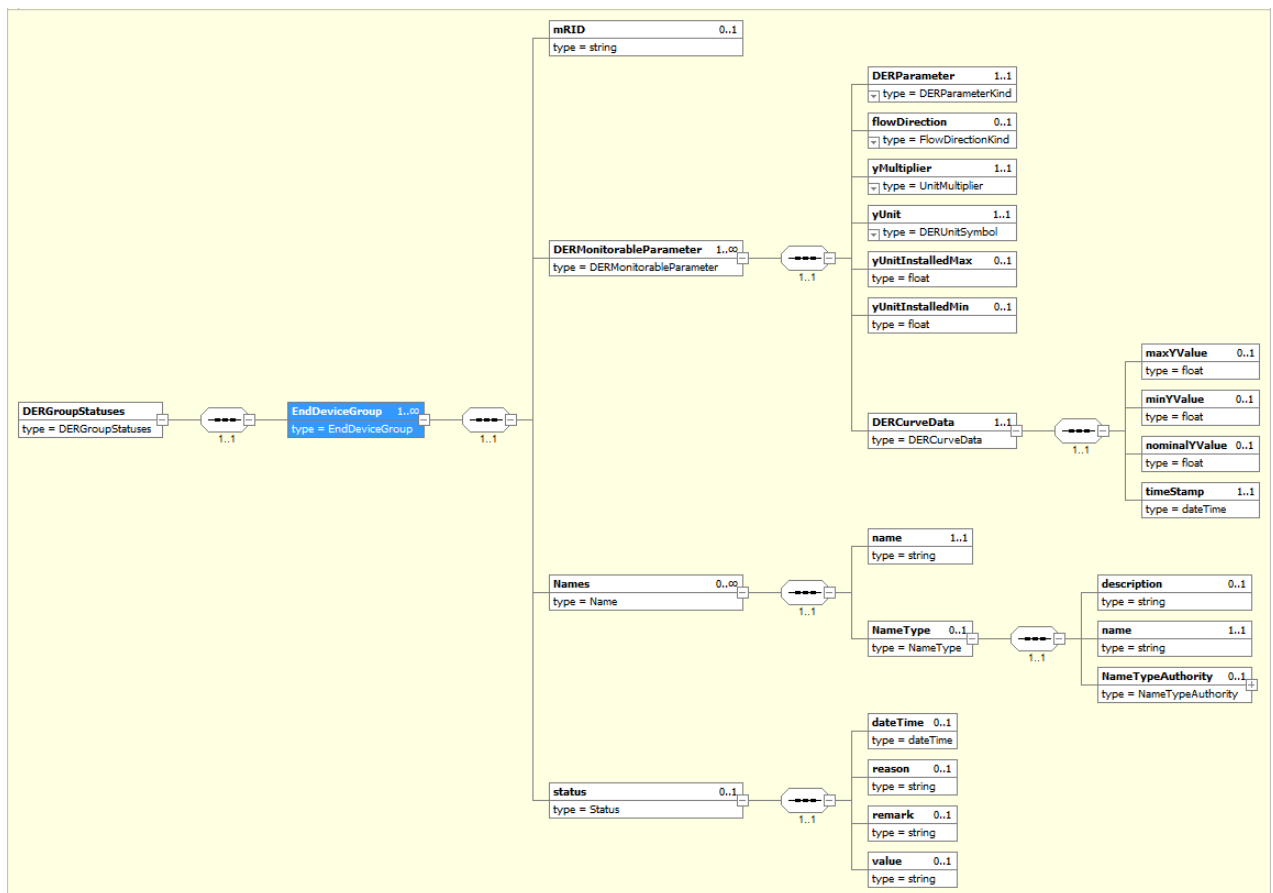 mRID 0..1
type = string
DERParameter 1..1
type = DERParameterKind
flowDirection 0..1
type = FlowDirectionKind
yMultiplier 1..1
type = UnitMultiplier
yUnit 1..1
type = DERUnitSymbol
DERMonitorableParameter 1..∞
type = DERMonitorableParameter
1..1
yUnitInstalledMax 0..1
type = float
yUnitInstalledMin 0..1
type = float
maxYValue 0..1
type = float
minYValue 0..1
type = float
DERGroupStatuses
type = DERGroupStatuses
1..1
EndDeviceGroup 1..∞
type = EndDeviceGroup
1..1
DERCurveData 1..1
type = DERCurveData
1..1
nominalYValue 0..1
type = float
timeStamp 1..1
type = dateTime
name 1..1
type = string
Names 0..∞
type = Name
1..1
description 0..1
type = string
NameType 0..1
type = NameType
1..1
name 1..1
type = string
NameTypeAuthority 0..1
type = NameTypeAuthority
dateTime 0..1
type = dateTime
reason 0..1
type = string
status 0..1
type = Status
1..1
remark 0..1
type = string
value 0..1
type = string